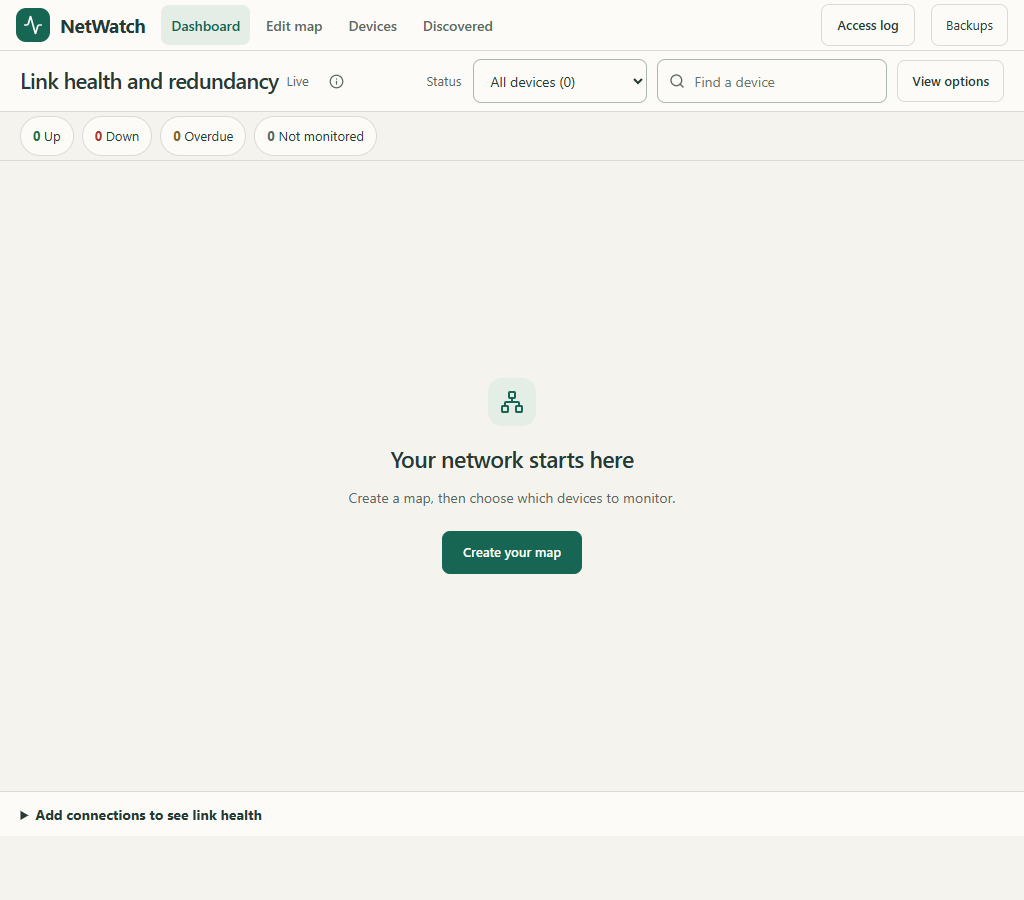 NetWatch Dashboard Edit map Devices Discovered Access log Backups
Link health and redundancy Live Status All devices (0) Find a device View options
0 Up 0 Down 0 Overdue 0 Not monitored
Your network starts here
Create a map, then choose which devices to monitor.
Create your map
Add connections to see link health